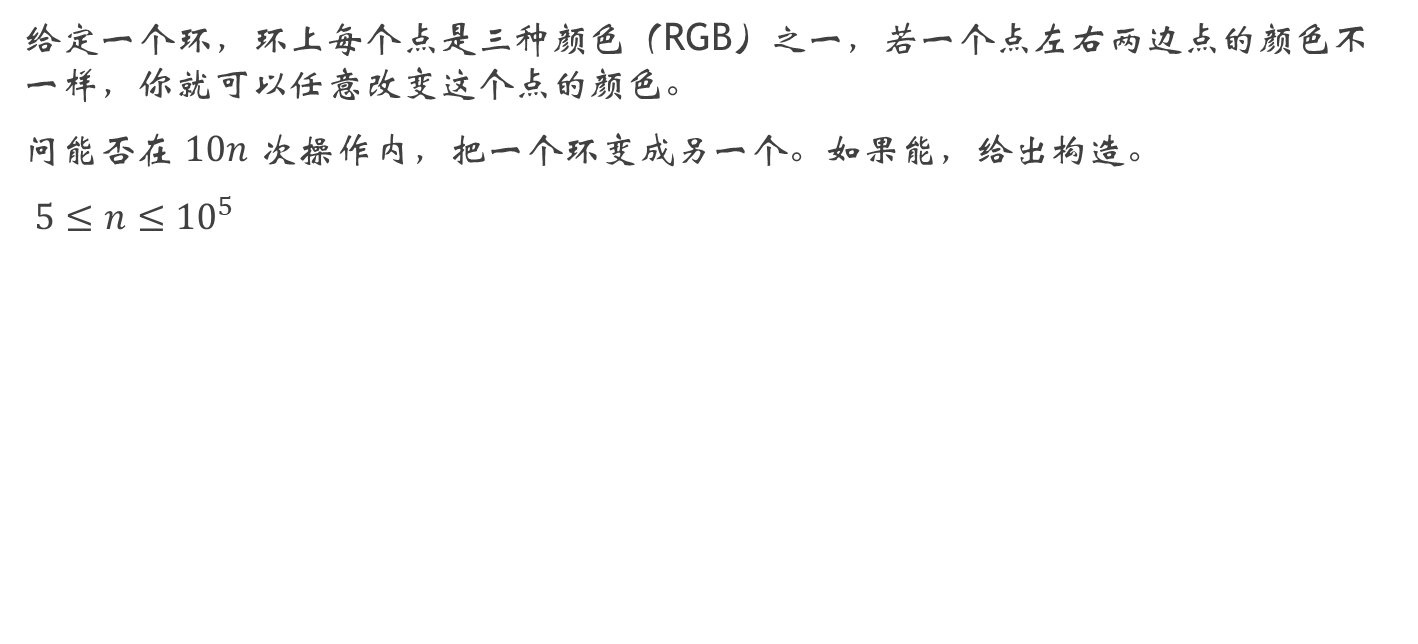 给定一个环，环上每个点是三种颜色（RGB）之一，若一个点左右两边点的颜色不
一样，你就可以任意改变这个点的颜色。
问能否在 10n 次操作内，把一个环变成另一个。如果能，给出构造。
5 ≤ n ≤ 10⁵